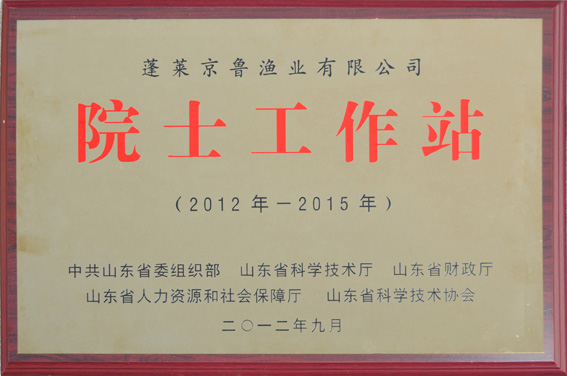 蓬莱京鲁渔业有限公司
院士工作站
（2012年－2015年）
中共山东省委组织部 山东省科学技术厅 山东省财政厅
山东省人力资源和社会保障厅 山东省科学技术协会
二〇一二年九月